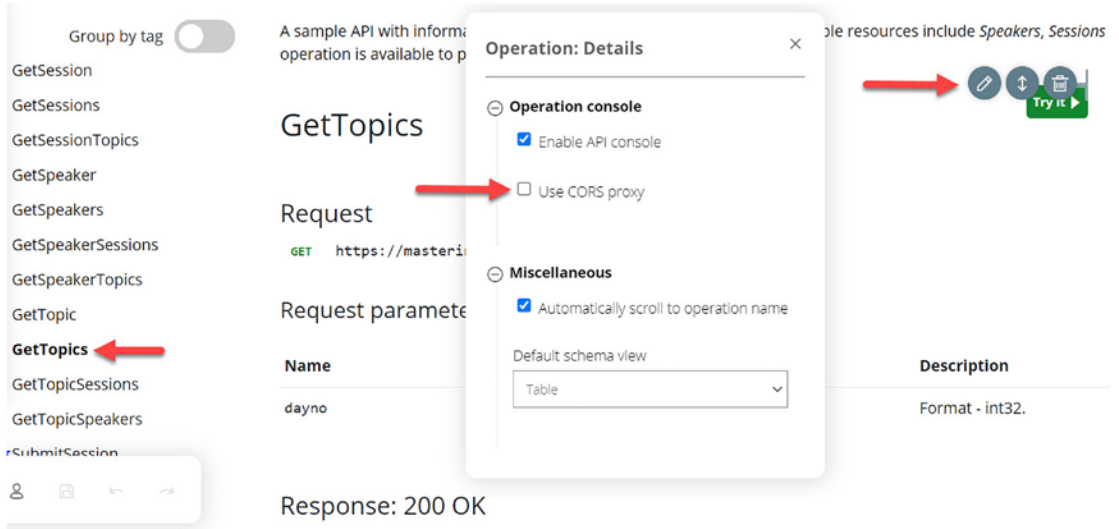 Group by tag
GetSession
GetSessions
GetSessionTopics
GetSpeaker
GetSpeakers
GetSpeakerSessions
GetSpeakerTopics
GetTopic
GetTopics
GetTopicSessions
GetTopicSpeakers
SubmitSession
A sample API with informa
ble resources include Speakers, Sessions
operation is available to p
Try it
GetTopics
Request
GET https://masterin
Request paramete
Name
Description
dayno
Format - int32.
Response: 200 OK
Operation: Details
Operation console
Enable API console
Use CORS proxy
Miscellaneous
Automatically scroll to operation name
Default schema view
Table